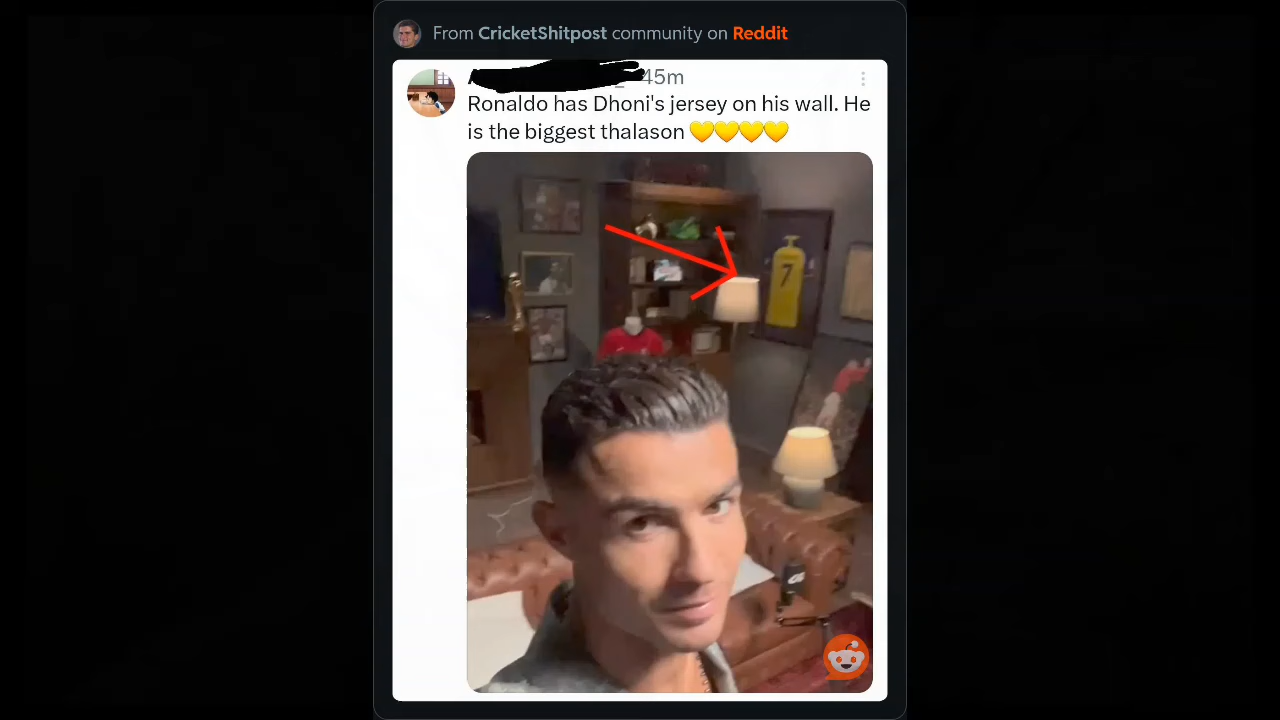 From CricketShitpost community on Reddit
45m
Ronaldo has Dhoni's jersey on his wall. He
is the biggest thalason 💛💛💛💛
7